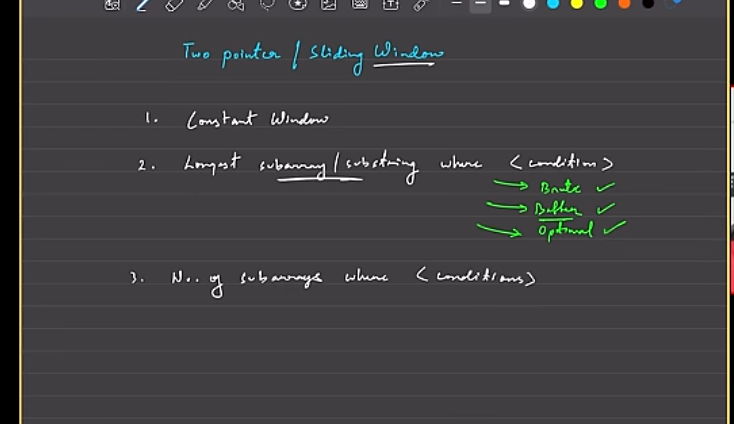 Two pointer / Sliding Window
1. Constant Window
2. Longest subarray / substring where <condition>
→ Brute ✓
→ Better ✓
→ Optimal ✓
3. No. of subarrays where <conditions>